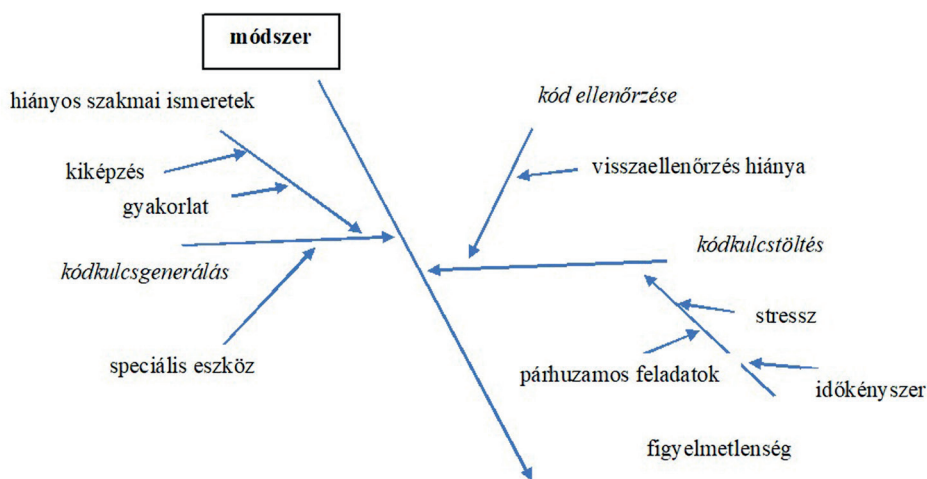 módszer
hiányos szakmai ismeretek
kód ellenőrzése
kiképzés
visszaellenőrzés hiánya
gyakorlat
kódkulcstöltés
kódkulcsgenerálás
stressz
speciális eszköz
párhuzamos feladatok
időkényszer
figyelmetlenség